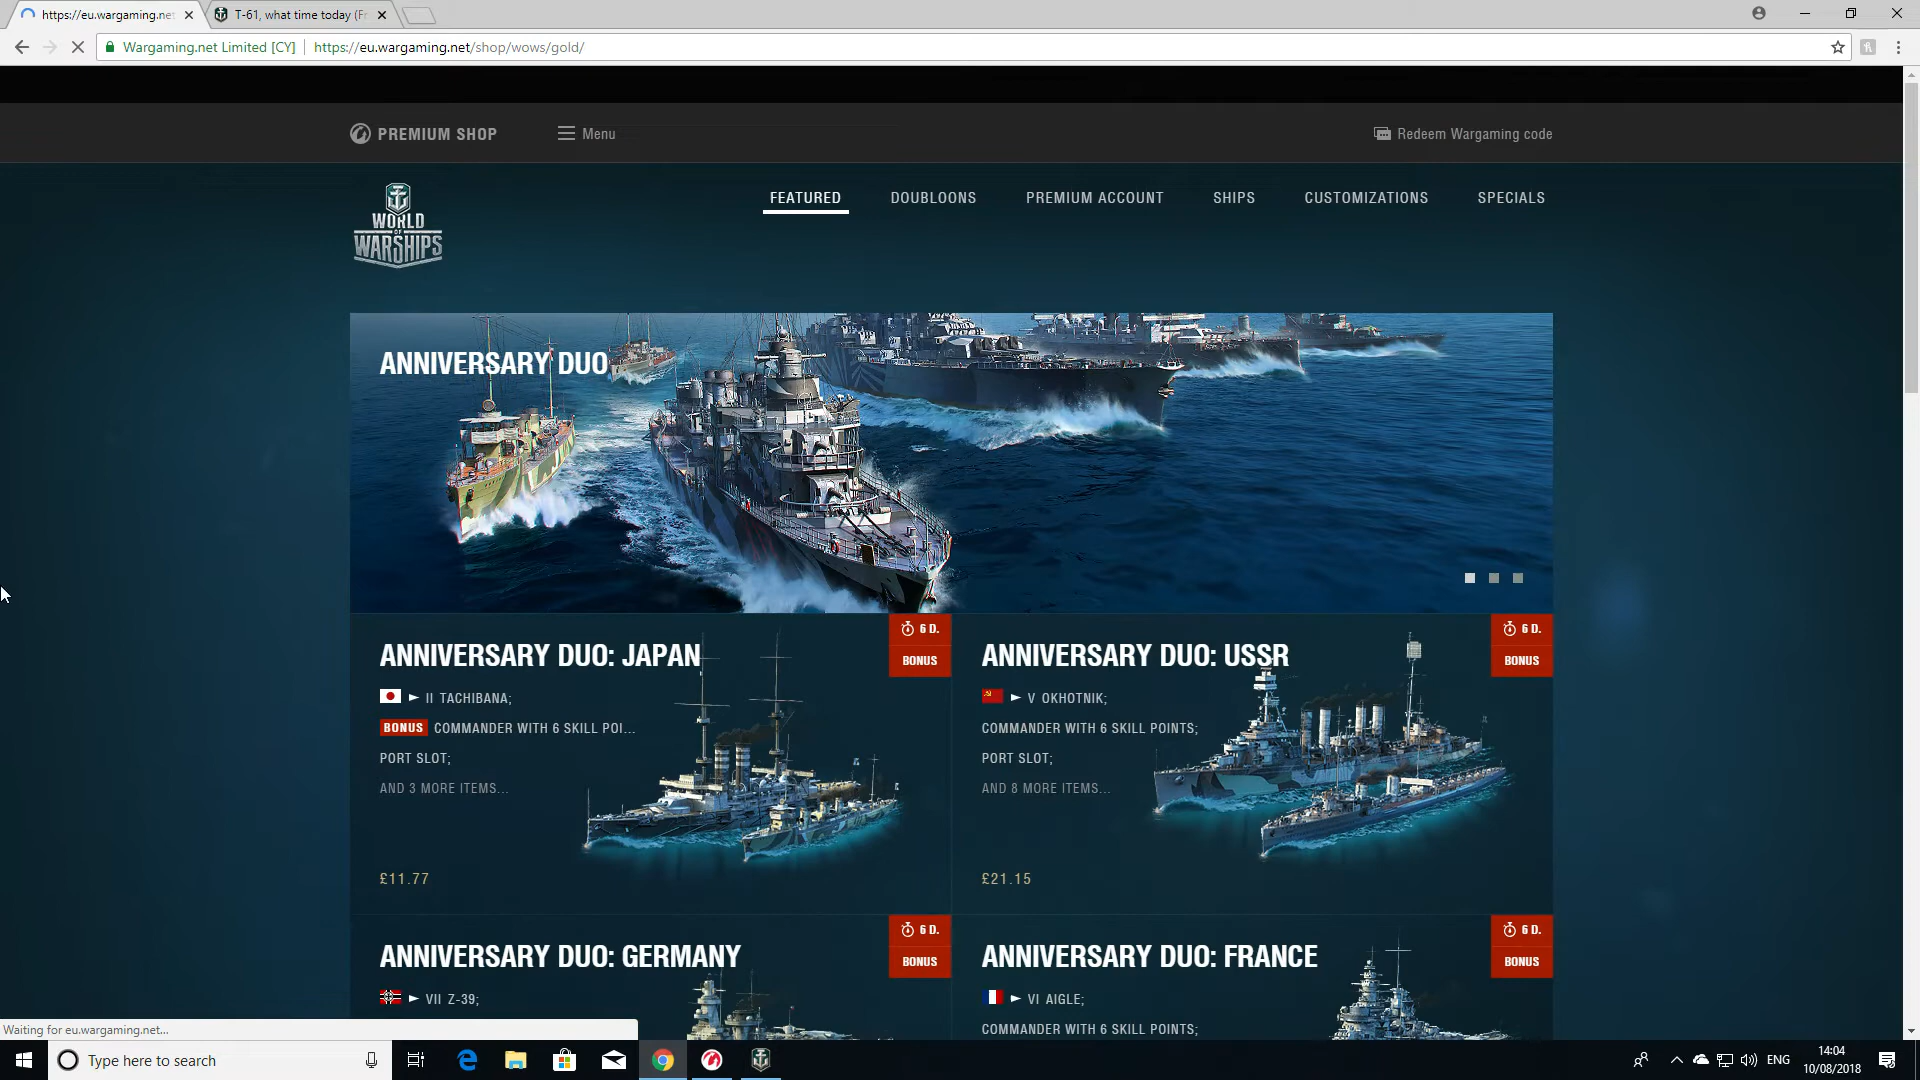 https://eu.wargaming.net
T-61, what time today (Fr
Wargaming.net Limited [CY]
https://eu.wargaming.net/shop/wows/gold/
PREMIUM SHOP
Menu
Redeem Wargaming code
WORLD OF WARSHIPS
FEATURED
DOUBLOONS
PREMIUM ACCOUNT
SHIPS
CUSTOMIZATIONS
SPECIALS
ANNIVERSARY DUO
ANNIVERSARY DUO: JAPAN
6 D.
BONUS
II TACHIBANA;
BONUS COMMANDER WITH 6 SKILL POI...
PORT SLOT;
AND 3 MORE ITEMS...
£11.77
ANNIVERSARY DUO: USSR
6 D.
BONUS
V OKHOTNIK;
COMMANDER WITH 6 SKILL POINTS;
PORT SLOT;
AND 8 MORE ITEMS...
£21.15
ANNIVERSARY DUO: GERMANY
6 D.
BONUS
VII Z-39;
ANNIVERSARY DUO: FRANCE
6 D.
BONUS
VI AIGLE;
COMMANDER WITH 6 SKILL POINTS;
Waiting for eu.wargaming.net...
Type here to search
ENG
14:04
10/08/2018